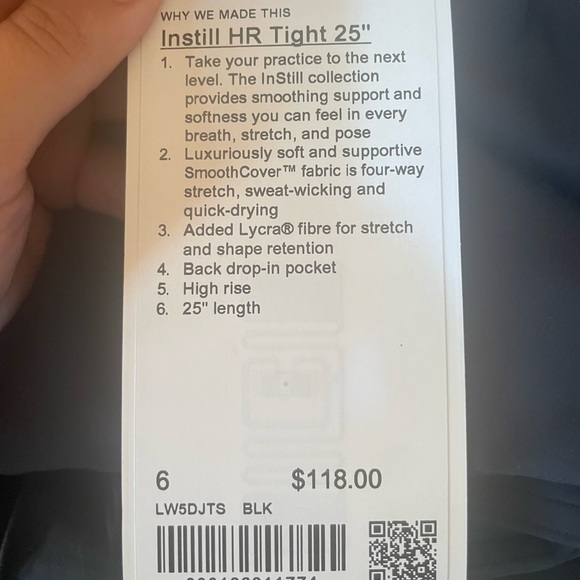 WHY WE MADE THIS
Instill HR Tight 25"
1. Take your practice to the next
level. The InStill collection
provides smoothing support and
softness you can feel in every
breath, stretch, and pose
2. Luxuriously soft and supportive
SmoothCover™ fabric is four-way
stretch, sweat-wicking and
quick-drying
3. Added Lycra® fibre for stretch
and shape retention
4. Back drop-in pocket
5. High rise
6. 25" length
6 $118.00
LW5DJTS BLK